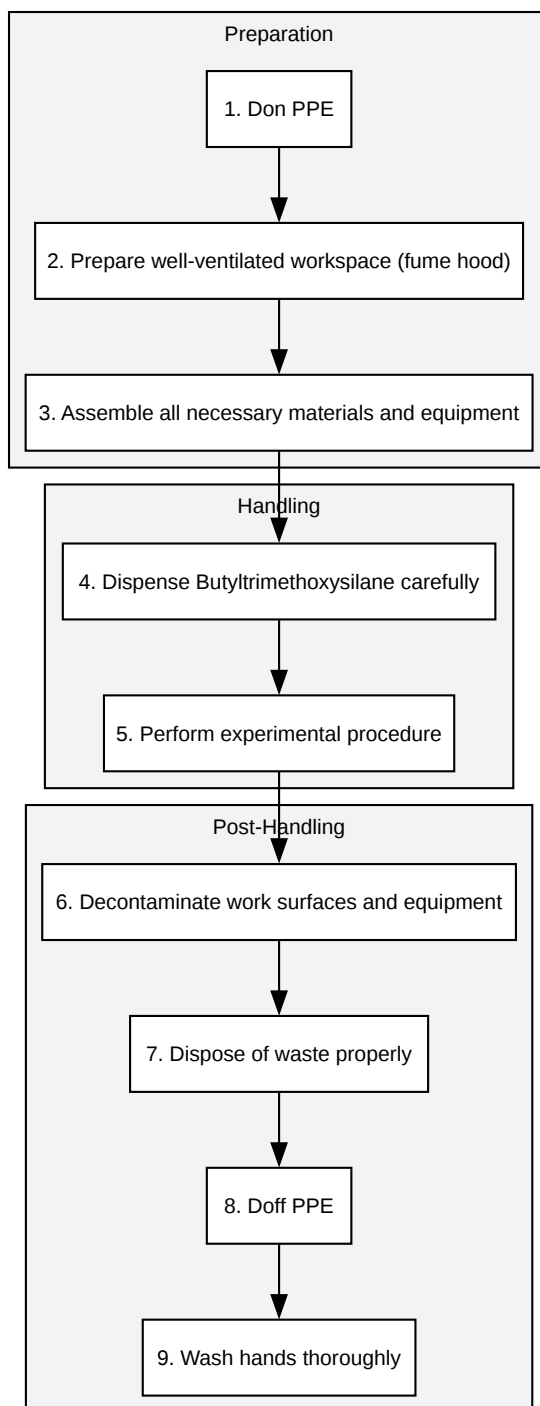 Preparation
1. Don PPE
2. Prepare well-ventilated workspace (fume hood)
3. Assemble all necessary materials and equipment
Handling
4. Dispense Butyltrimethoxysilane carefully
5. Perform experimental procedure
Post-Handling
6. Decontaminate work surfaces and equipment
7. Dispose of waste properly
8. Doff PPE
9. Wash hands thoroughly